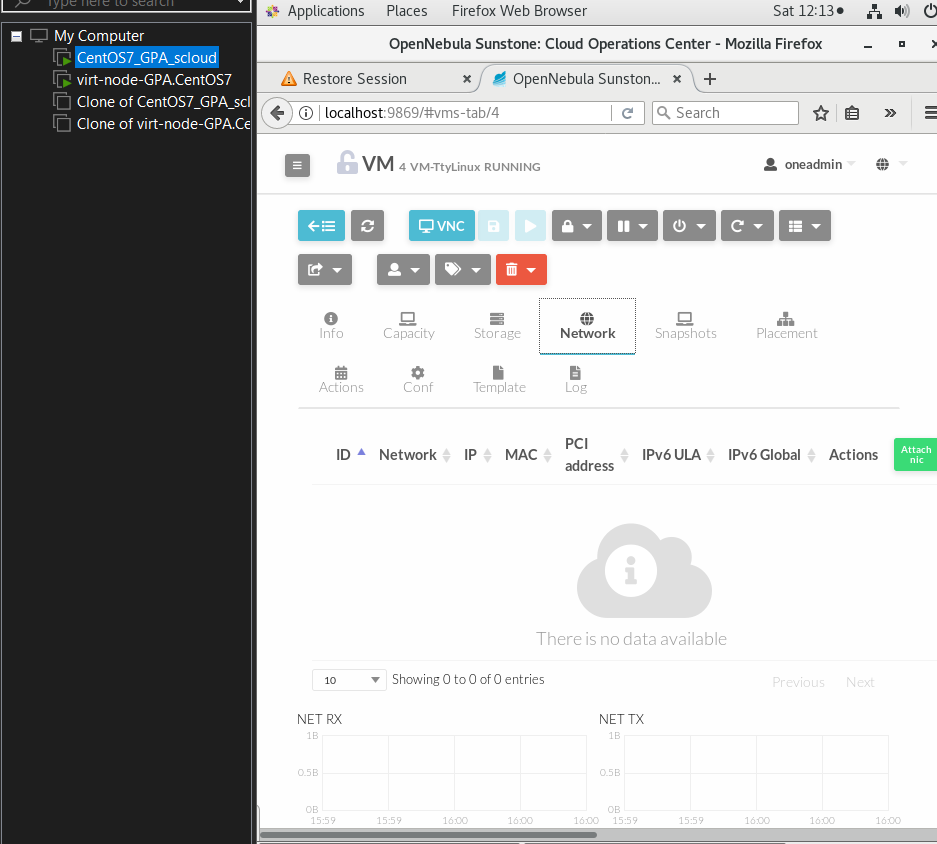 Type here to search
My Computer
CentOS7_GPA_scloud
virt-node-GPA.CentOS7
Clone of CentOS7_GPA_scl
Clone of virt-node-GPA.Ce
Applications Places Firefox Web Browser Sat 12:13
OpenNebula Sunstone: Cloud Operations Center - Mozilla Firefox
Restore Session OpenNebula Sunston...
localhost:9869/#vms-tab/4 Search
VM 4 VM-TtyLinux RUNNING oneadmin
VNC
Info Capacity Storage Network Snapshots Placement
Actions Conf Template Log
ID Network IP MAC PCI address IPv6 ULA IPv6 Global Actions Attach nic
There is no data available
10 Showing 0 to 0 of 0 entries Previous Next
NET RX NET TX
1B 1B
0.5B 0.5B
0B 0B
15:59 15:59 16:00 16:00 16:00 15:59 15:59 16:00 16:00 16:00